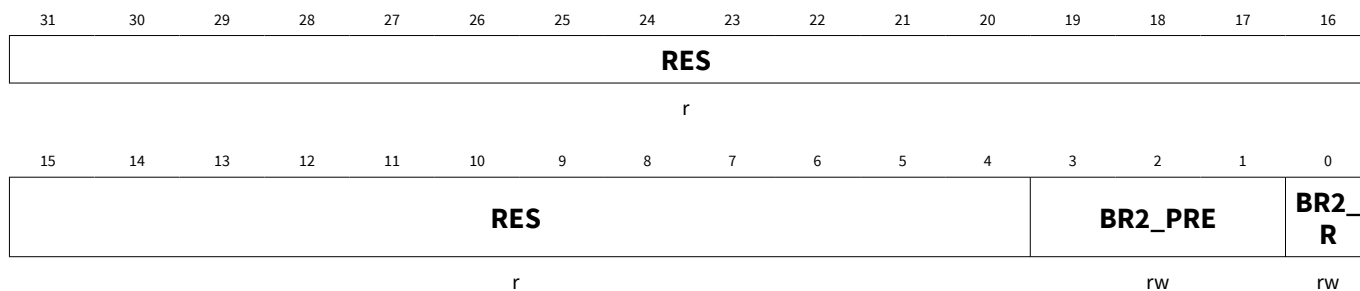 31 30 29 28 27 26 25 24 23 22 21 20 19 18 17 16
RES
r
15 14 13 12 11 10 9 8 7 6 5 4 3 2 1 0
RES BR2_PRE BR2_
R
r rw rw